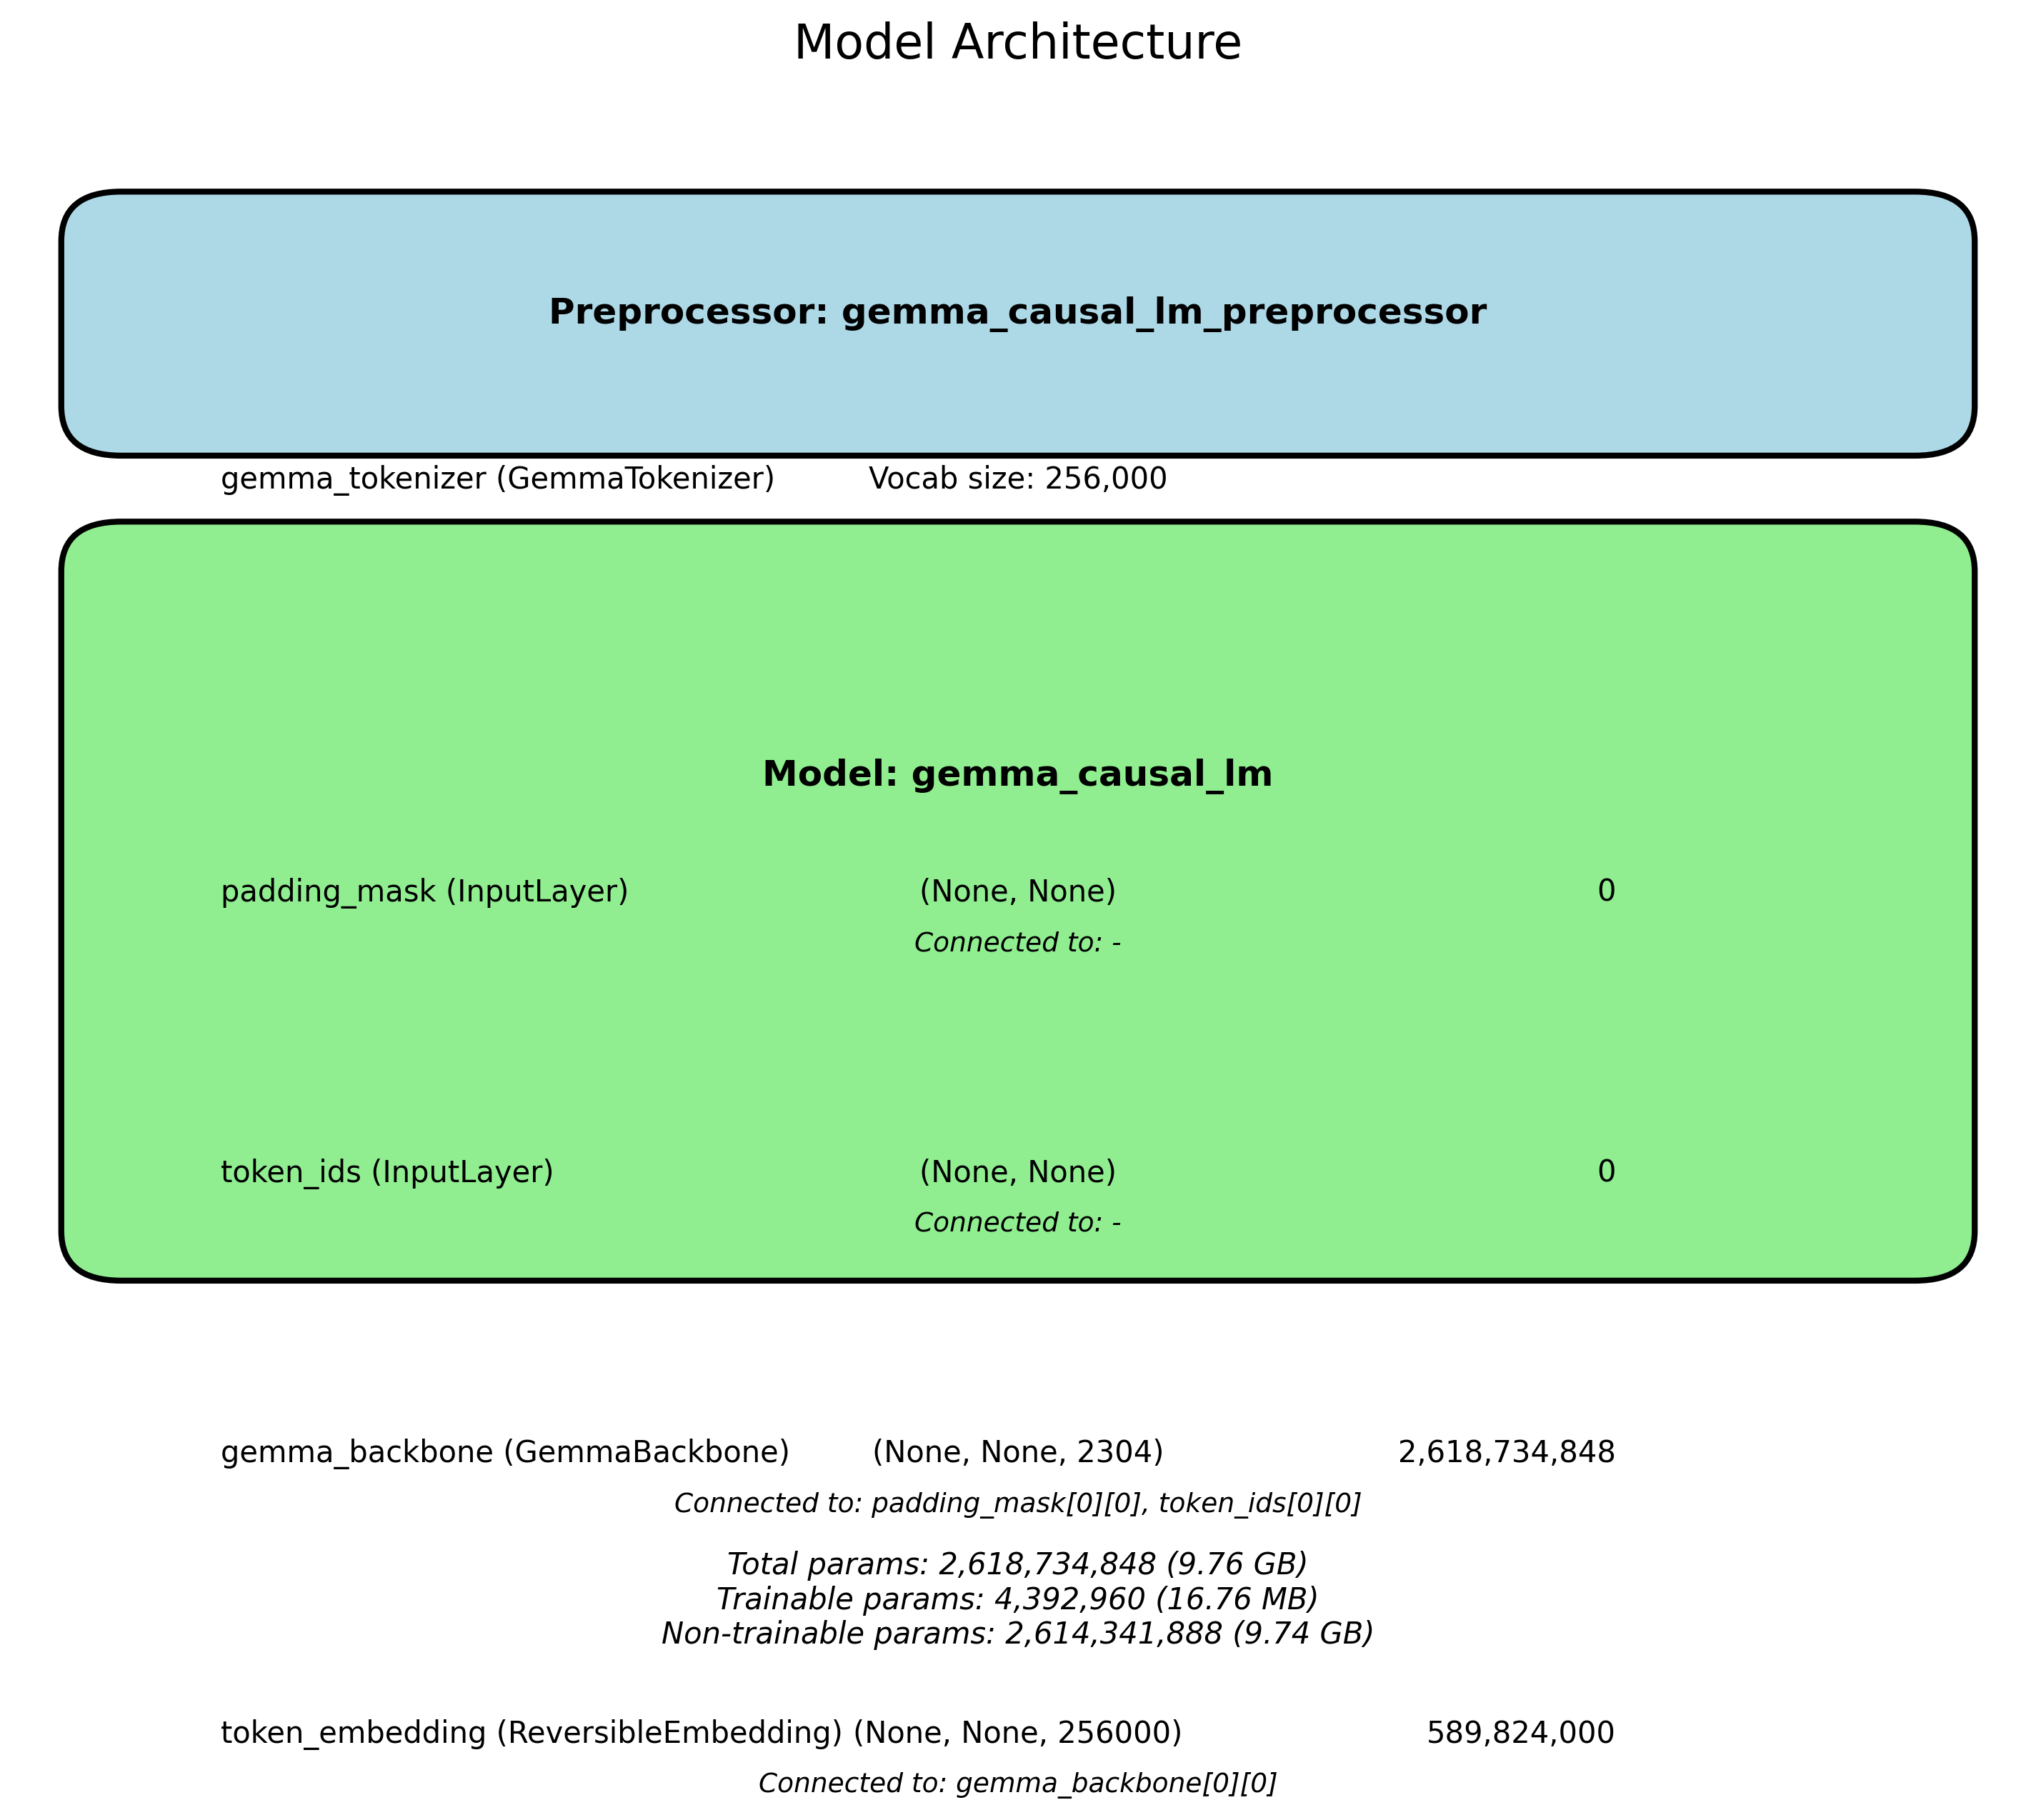 Model Architecture
Preprocessor: gemma_causal_lm_preprocessor
gemma_tokenizer (GemmaTokenizer) Vocab size: 256,000
Model: gemma_causal_lm
padding_mask (InputLayer) (None, None) 0
Connected to: -
token_ids (InputLayer) (None, None) 0
Connected to: -
gemma_backbone (GemmaBackbone) (None, None, 2304) 2,618,734,848
Connected to: padding_mask[0][0], token_ids[0][0]
Total params: 2,618,734,848 (9.76 GB)
Trainable params: 4,392,960 (16.76 MB)
Non-trainable params: 2,614,341,888 (9.74 GB)
token_embedding (ReversibleEmbedding) (None, None, 256000) 589,824,000
Connected to: gemma_backbone[0][0]